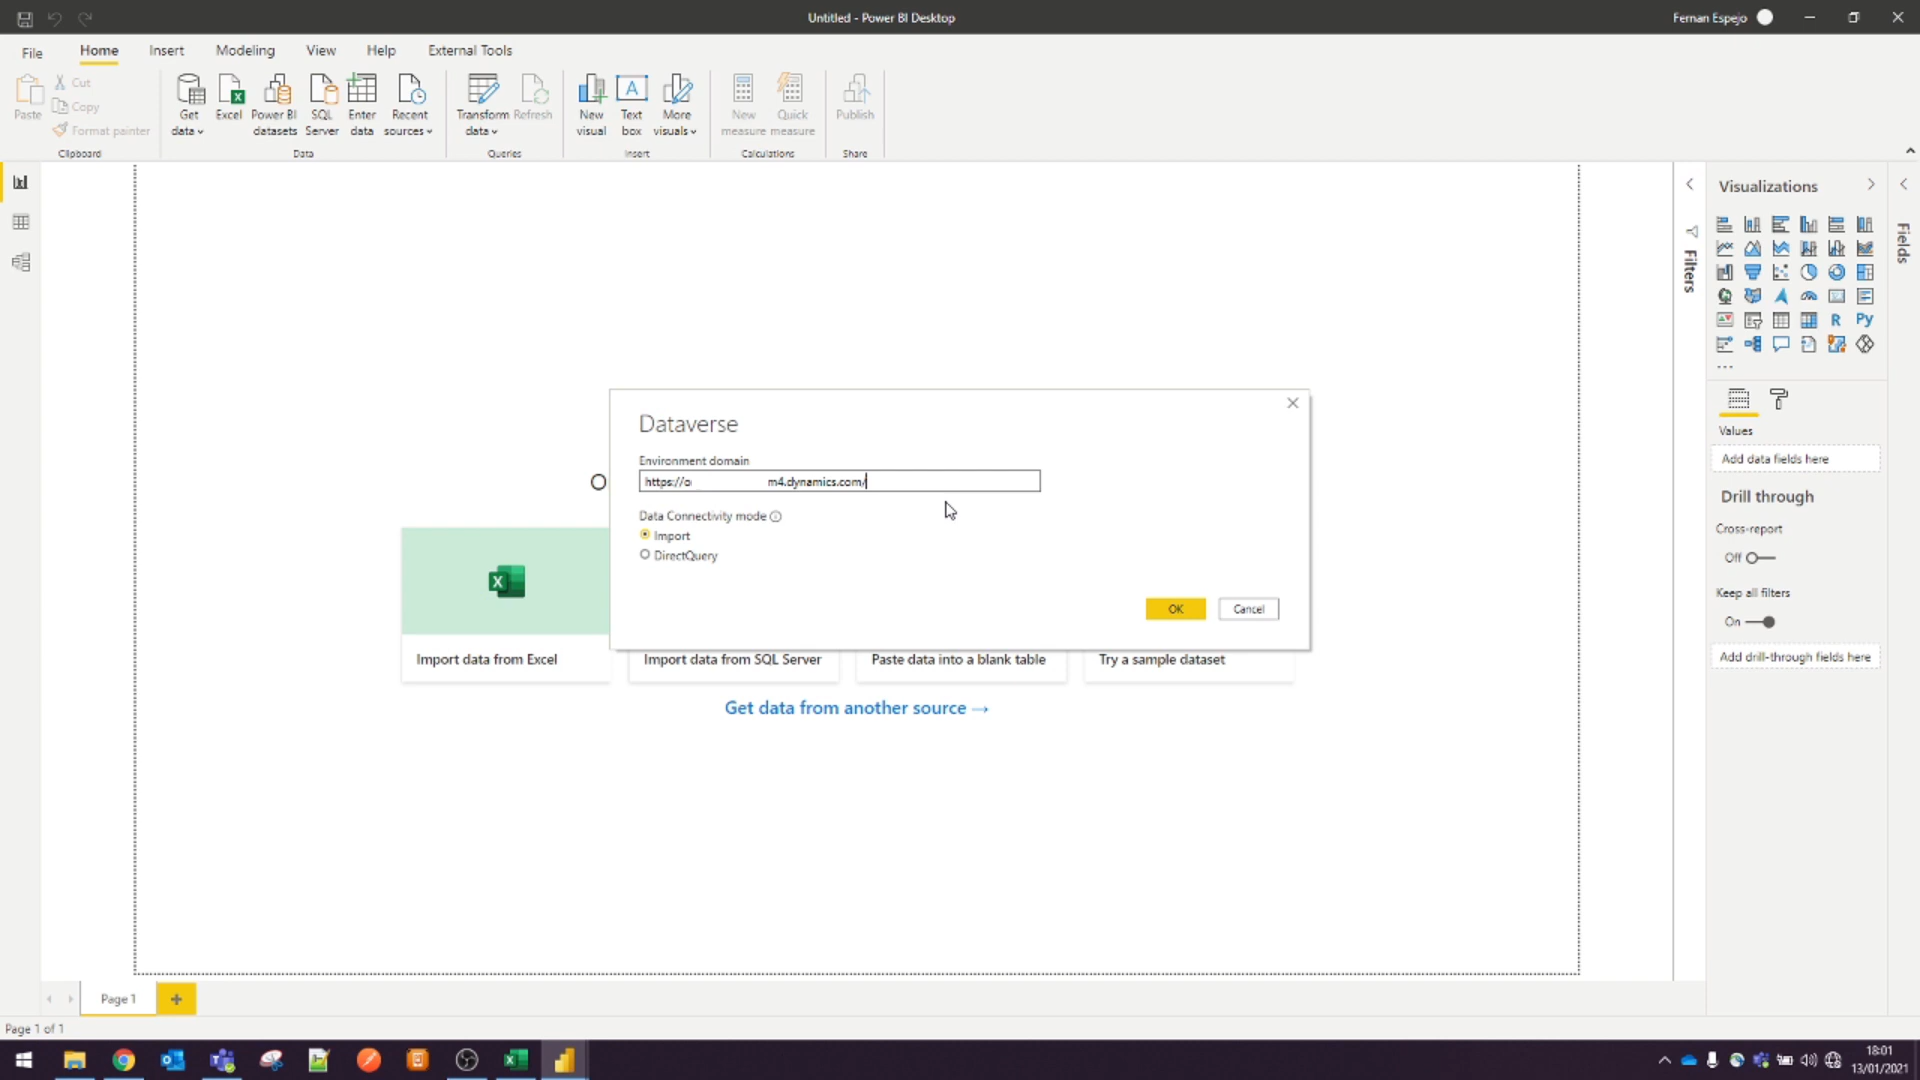 Untitled - Power BI Desktop
Fernan Espejo
File Home Insert Modeling View Help External Tools
Paste
Cut
Copy
Format painter
Clipboard
Get data
Excel
Power BI datasets
SQL Server
Enter data
Recent sources
Data
Transform data
Refresh
Queries
New visual
Text box
More visuals
Insert
New measure
Quick measure
Calculations
Publish
Share
Filters
Visualizations
Fields
R
Py
Values
Add data fields here
Drill through
Cross-report
Off
Keep all filters
On
Add drill-through fields here
Dataverse
Environment domain
https://o m4.dynamics.com/
Data Connectivity mode
Import
DirectQuery
OK
Cancel
Import data from Excel
Import data from SQL Server
Paste data into a blank table
Try a sample dataset
Get data from another source →
Page 1
Page 1 of 1
18:01
13/01/2021